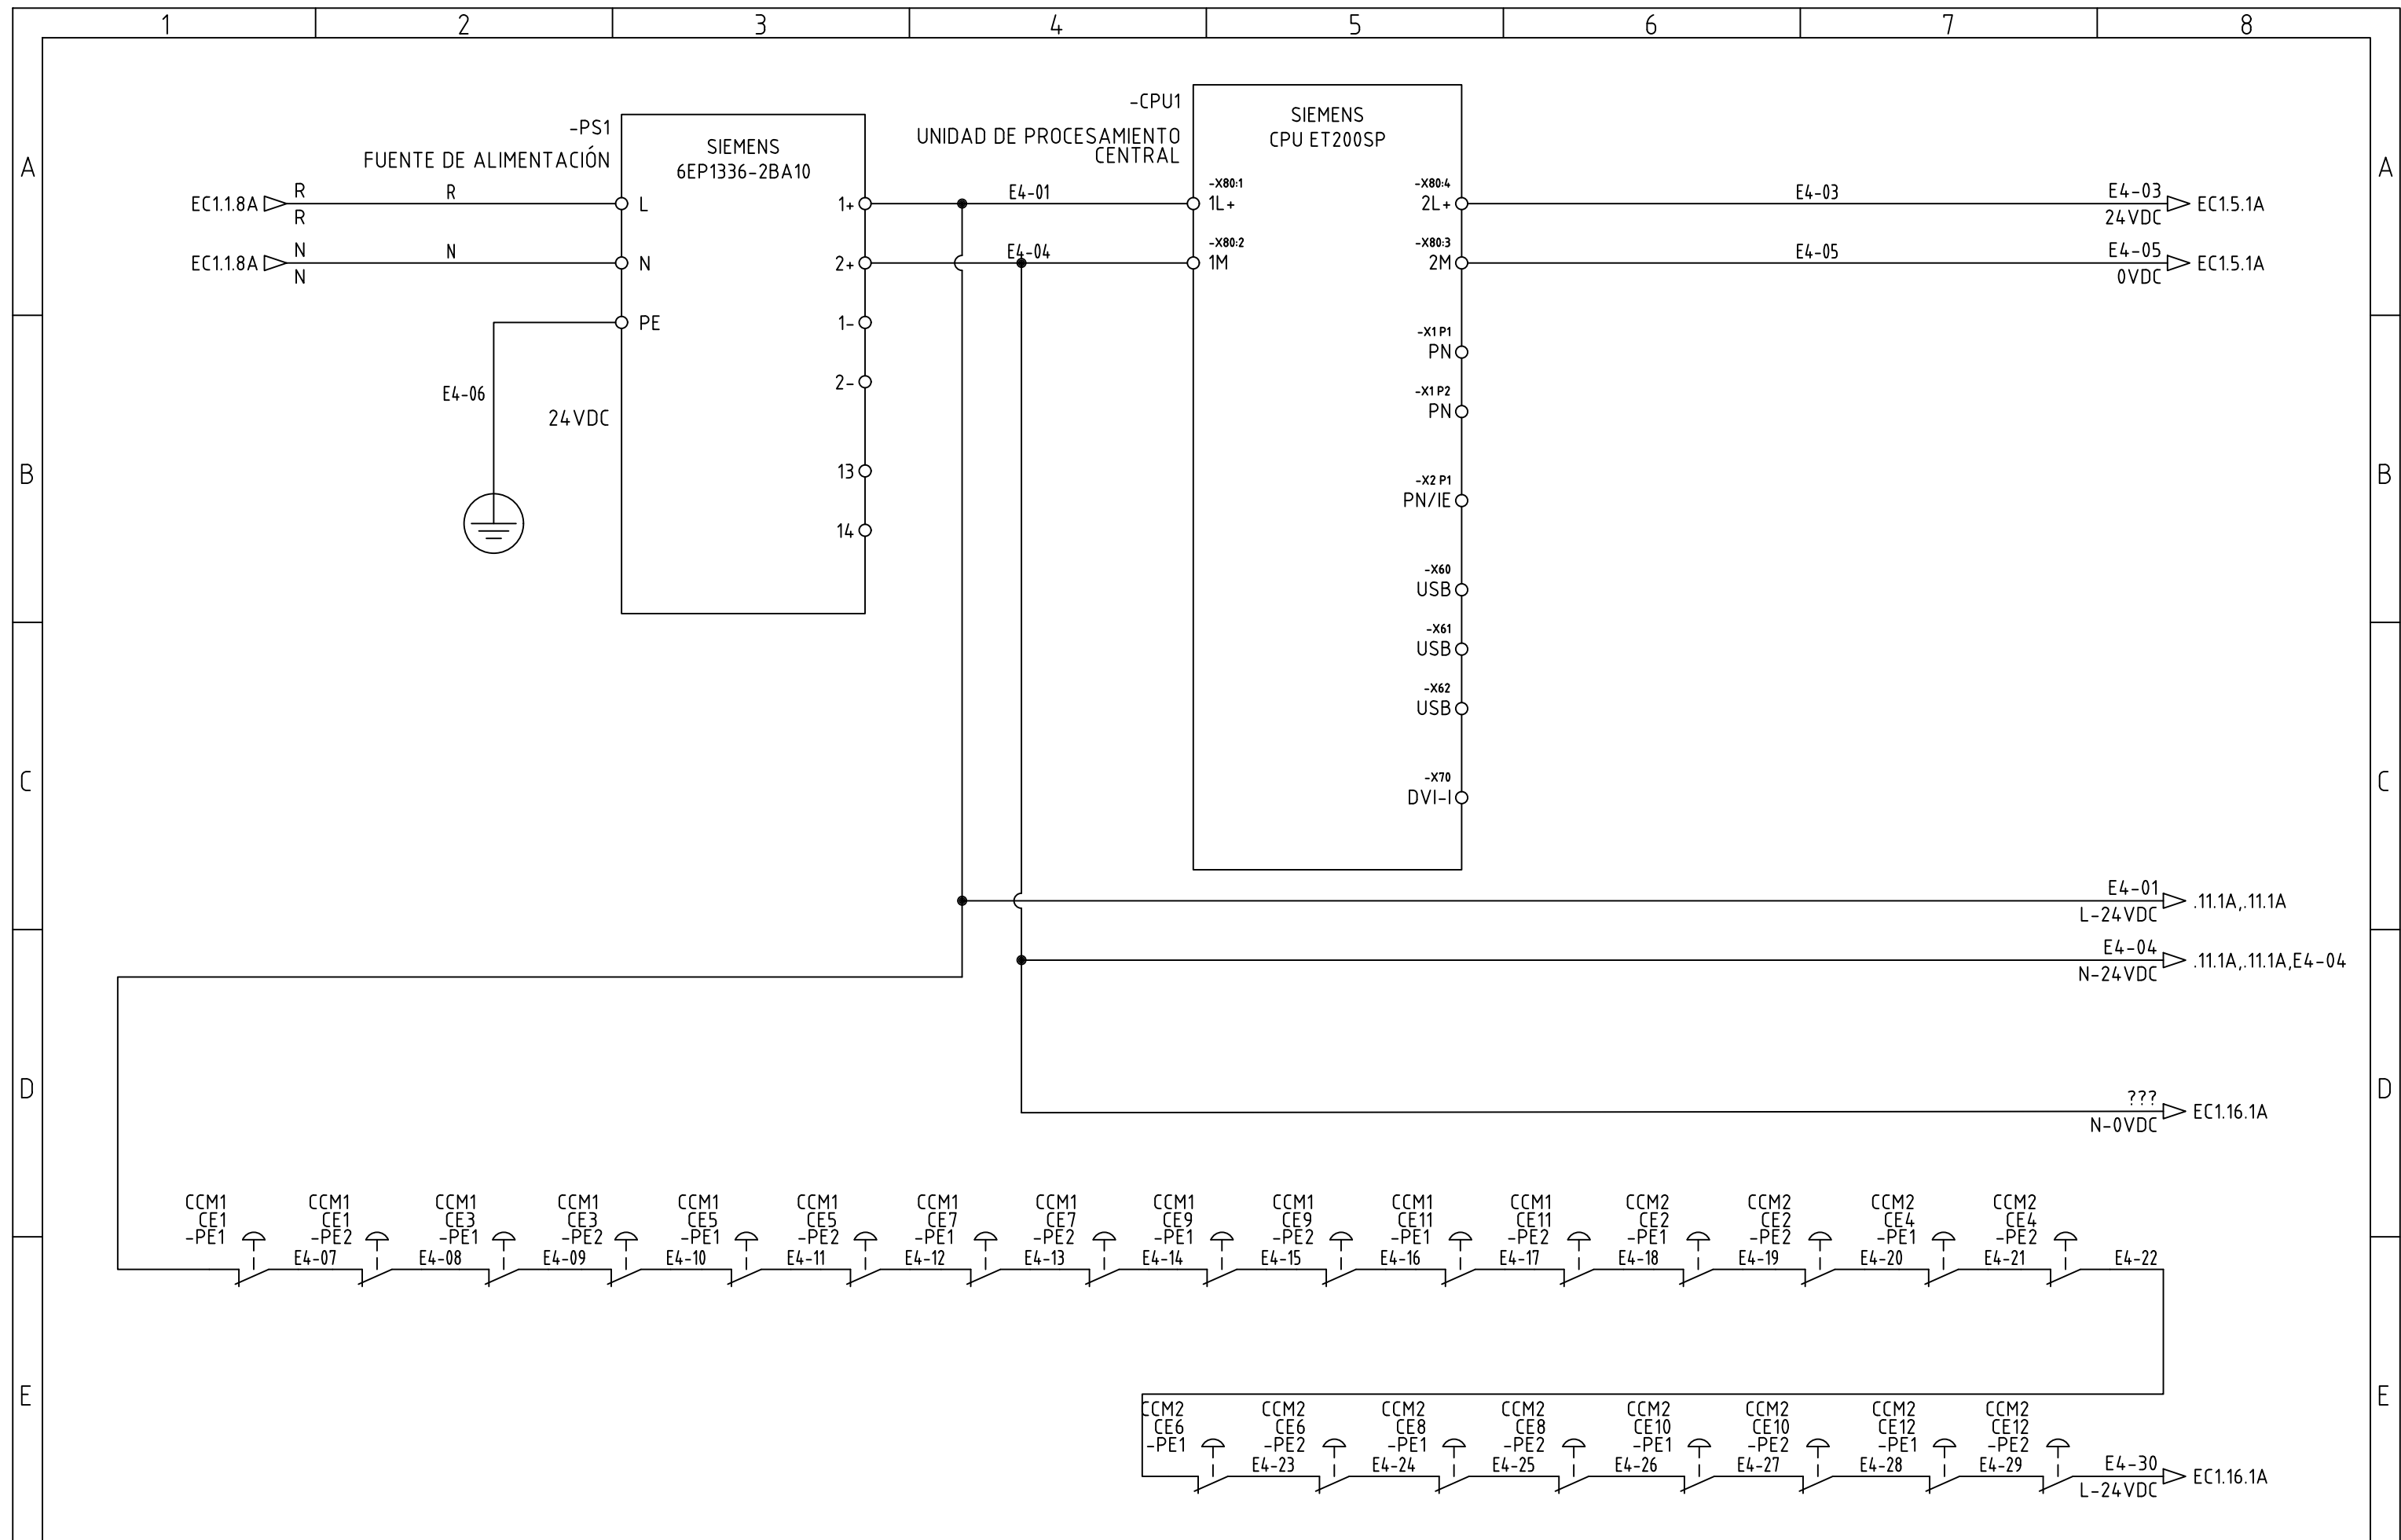 1 2 3 4 5 6 7 8
-CPU1
SIEMENS
CPU ET200SP
-PS1
FUENTE DE ALIMENTACIÓN
SIEMENS
6EP1336-2BA10
UNIDAD DE PROCESAMIENTO
CENTRAL
A A
EC1.1.8A R R L 1+ E4-01 -X80:1 1L+ -X80:4 2L+ E4-03 E4-03 EC1.5.1A
R 24VDC
EC1.1.8A N N N 2+ E4-04 -X80:2 1M -X80:3 2M E4-05 E4-05 EC1.5.1A
N 0VDC
PE 1-
-X1 P1
PN
2-
E4-06
-X1 P2
PN
24VDC
B B
13
-X2 P1
PN/IE
14
-X60
USB
-X61
USB
-X62
USB
C C
-X70
DVI-I
E4-01
L-24VDC
.11.1A,.11.1A
E4-04
N-24VDC
.11.1A,.11.1A,E4-04
D D
???
N-0VDC
EC1.16.1A
CCM1 CCM1 CCM1 CCM1 CCM1 CCM1 CCM1 CCM1 CCM1 CCM1 CCM1 CCM1 CCM2 CCM2 CCM2 CCM2
CE1 CE1 CE3 CE3 CE5 CE5 CE7 CE7 CE9 CE9 CE11 CE11 CE2 CE2 CE4 CE4
-PE1 -PE2 -PE1 -PE2 -PE1 -PE2 -PE1 -PE2 -PE1 -PE2 -PE1 -PE2 -PE1 -PE2 -PE1 -PE2
E4-07 E4-08 E4-09 E4-10 E4-11 E4-12 E4-13 E4-14 E4-15 E4-16 E4-17 E4-18 E4-19 E4-20 E4-21 E4-22
E E
CCM2 CCM2 CCM2 CCM2 CCM2 CCM2 CCM2 CCM2
CE6 CE6 CE8 CE8 CE10 CE10 CE12 CE12
-PE1 -PE2 -PE1 -PE2 -PE1 -PE2 -PE1 -PE2
E4-23 E4-24 E4-25 E4-26 E4-27 E4-28 E4-29 E4-30
L-24VDC
EC1.16.1A